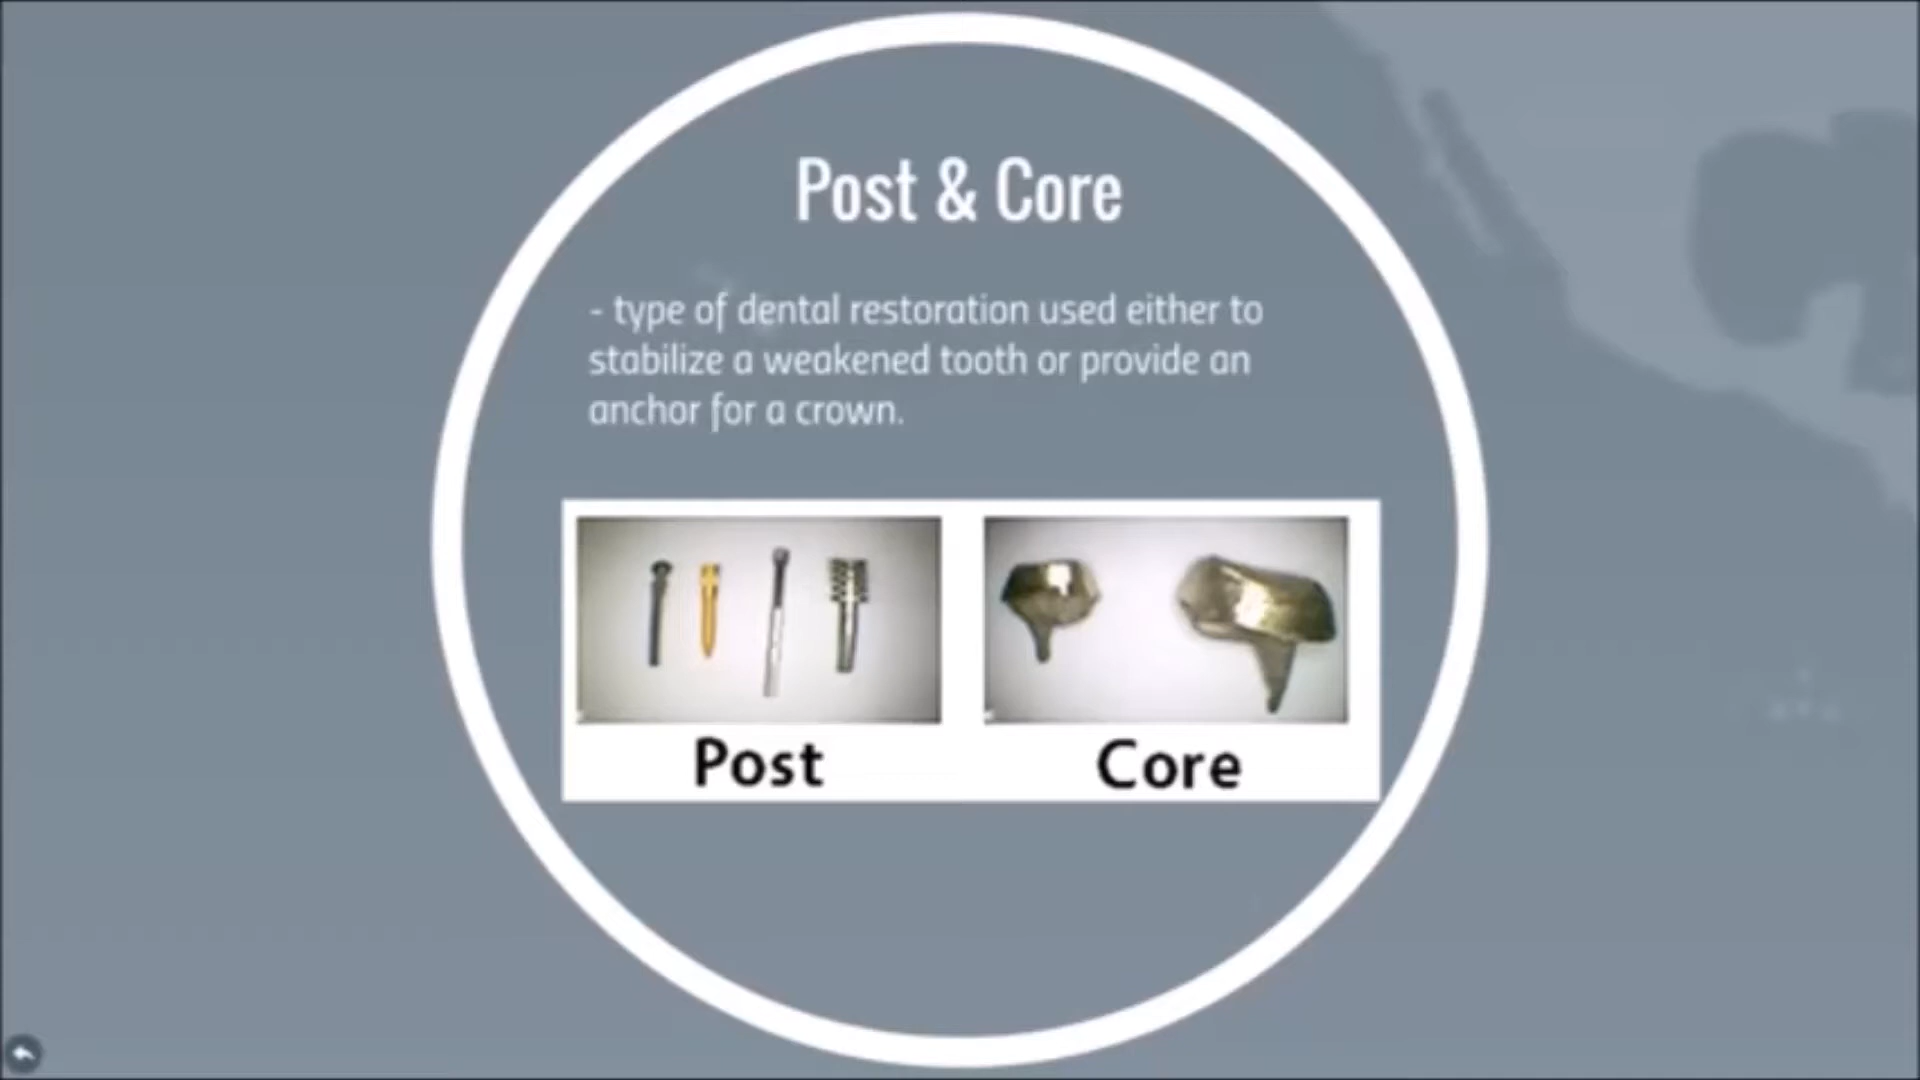 Post & Core
- type of dental restoration used either to
stabilize a weakened tooth or provide an
anchor for a crown.
Post
Core